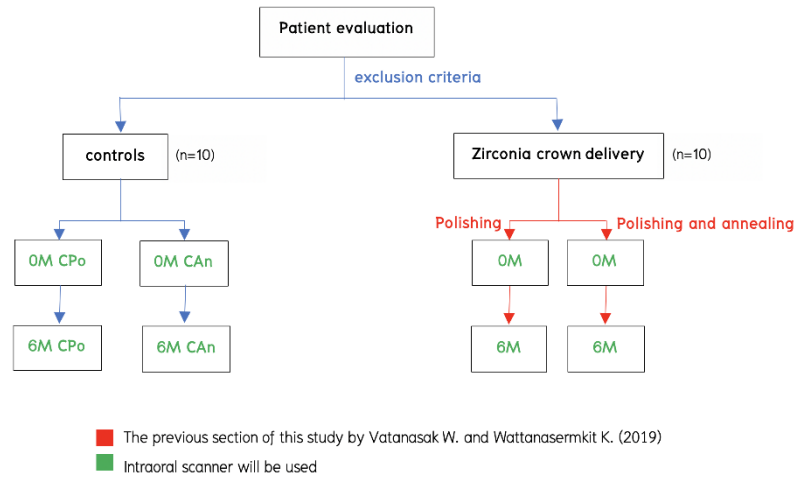 Patient evaluation
exclusion criteria
controls (n=10)
Zirconia crown delivery (n=10)
Polishing
Polishing and annealing
0M CPo
0M CAn
0M
0M
6M CPo
6M CAn
6M
6M
The previous section of this study by Vatanasak W. and Wattanasermkit K. (2019)
Intraoral scanner will be used